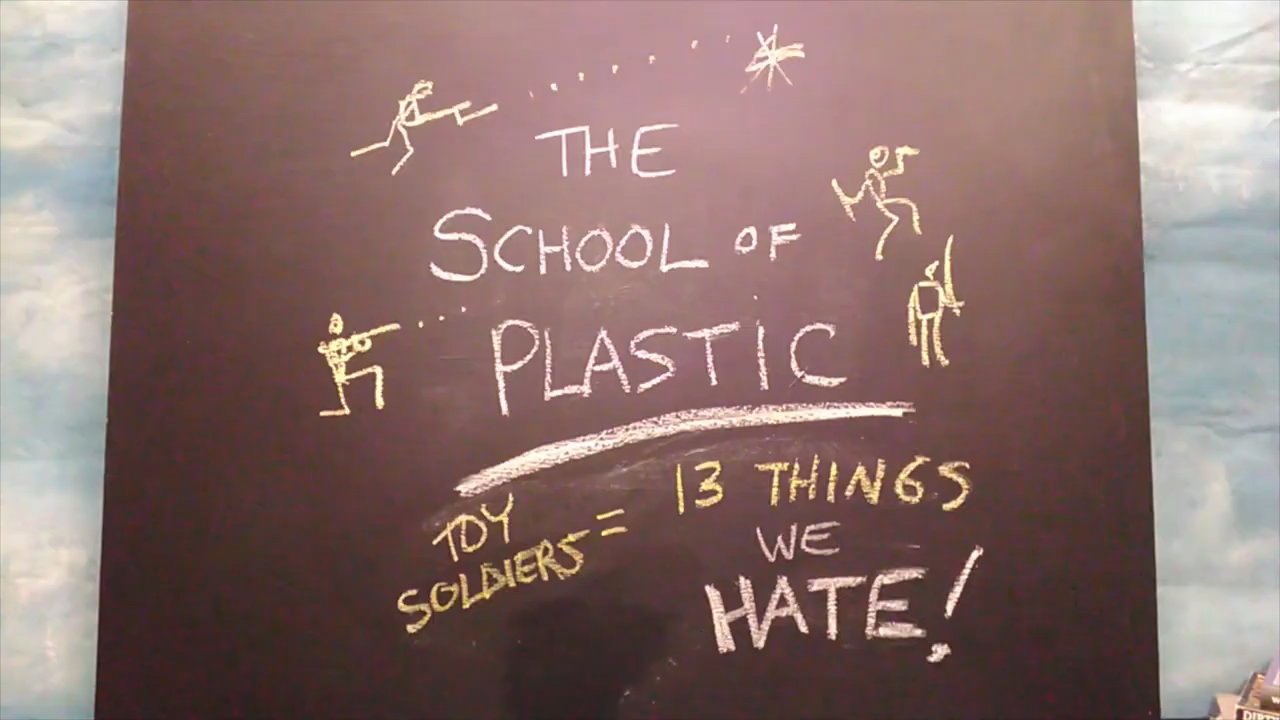 THE
SCHOOL OF
PLASTIC
TOY
SOLDIERS = 13 THINGS
WE
HATE!